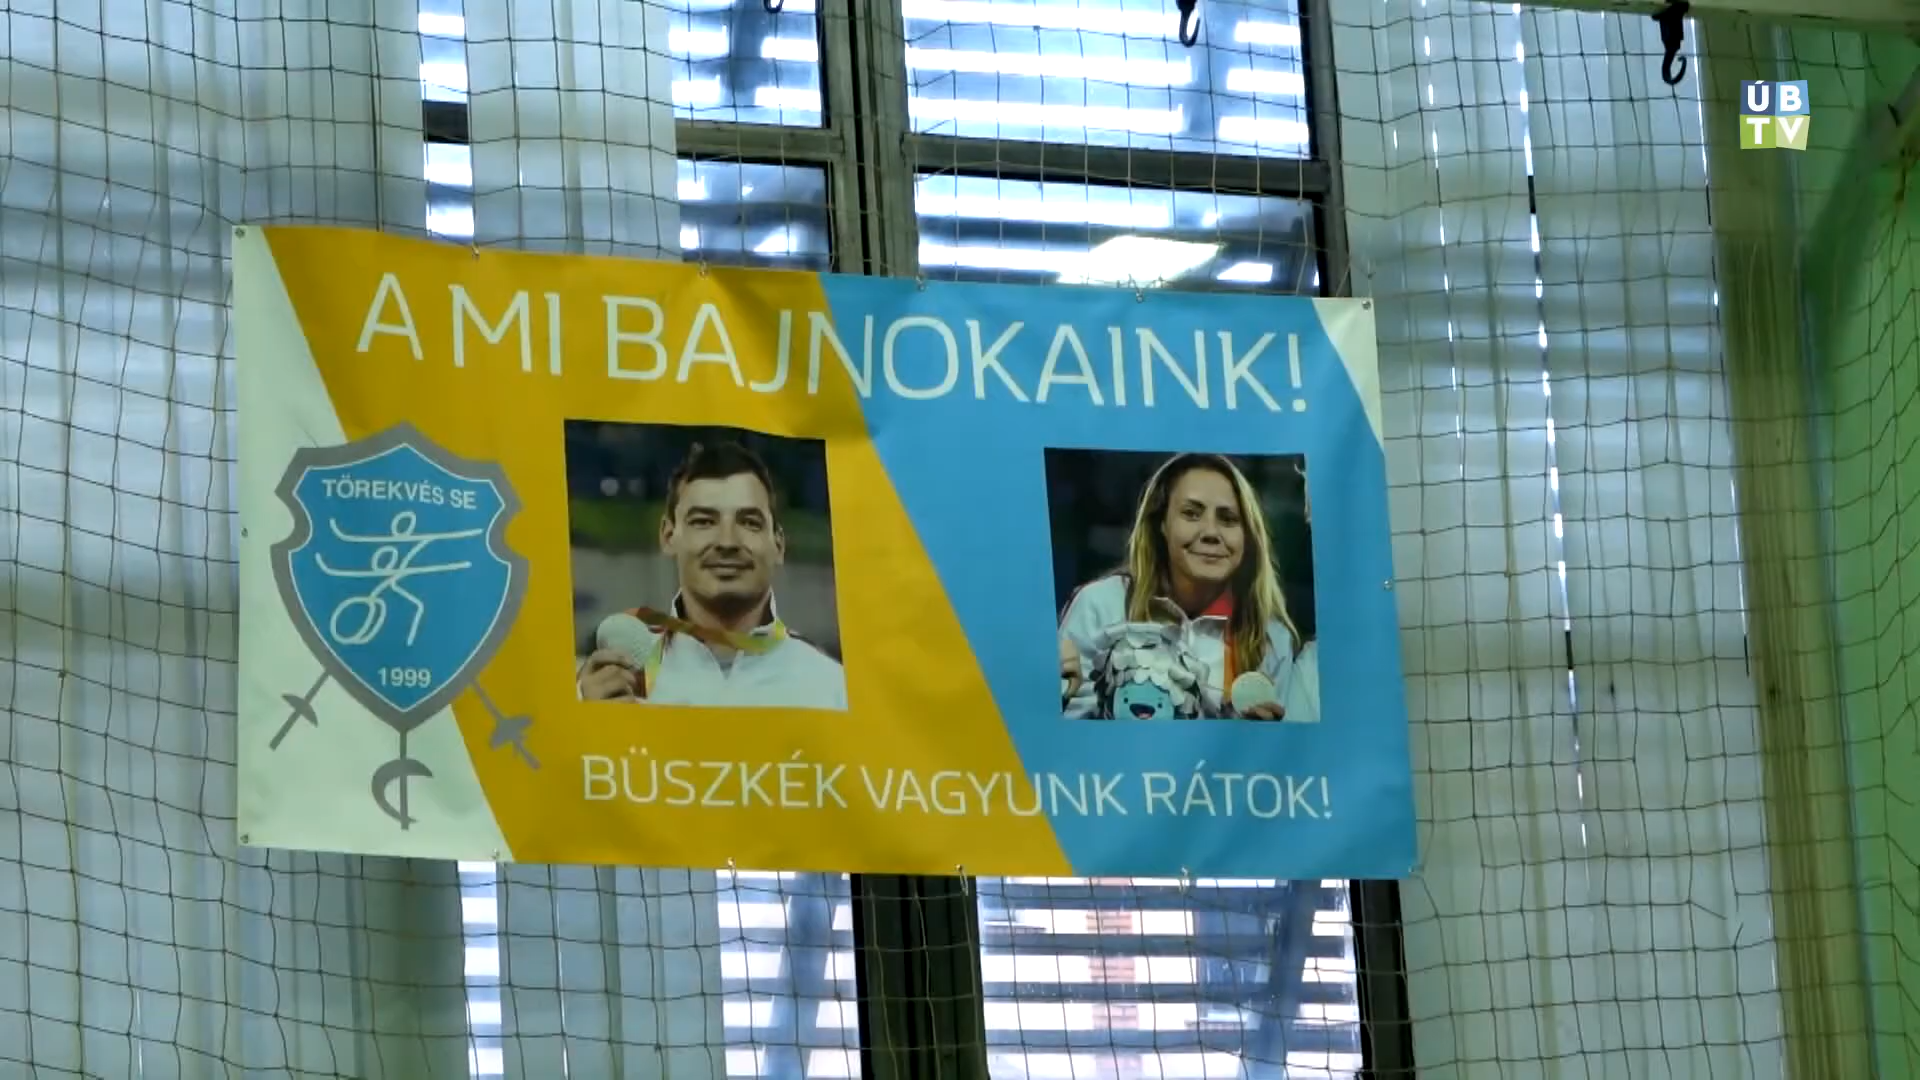 ÚB
TV
A MI BAJNOKAINK!
TÖREKVÉS SE
1999
BÜSZKÉK VAGYUNK RÁTOK!